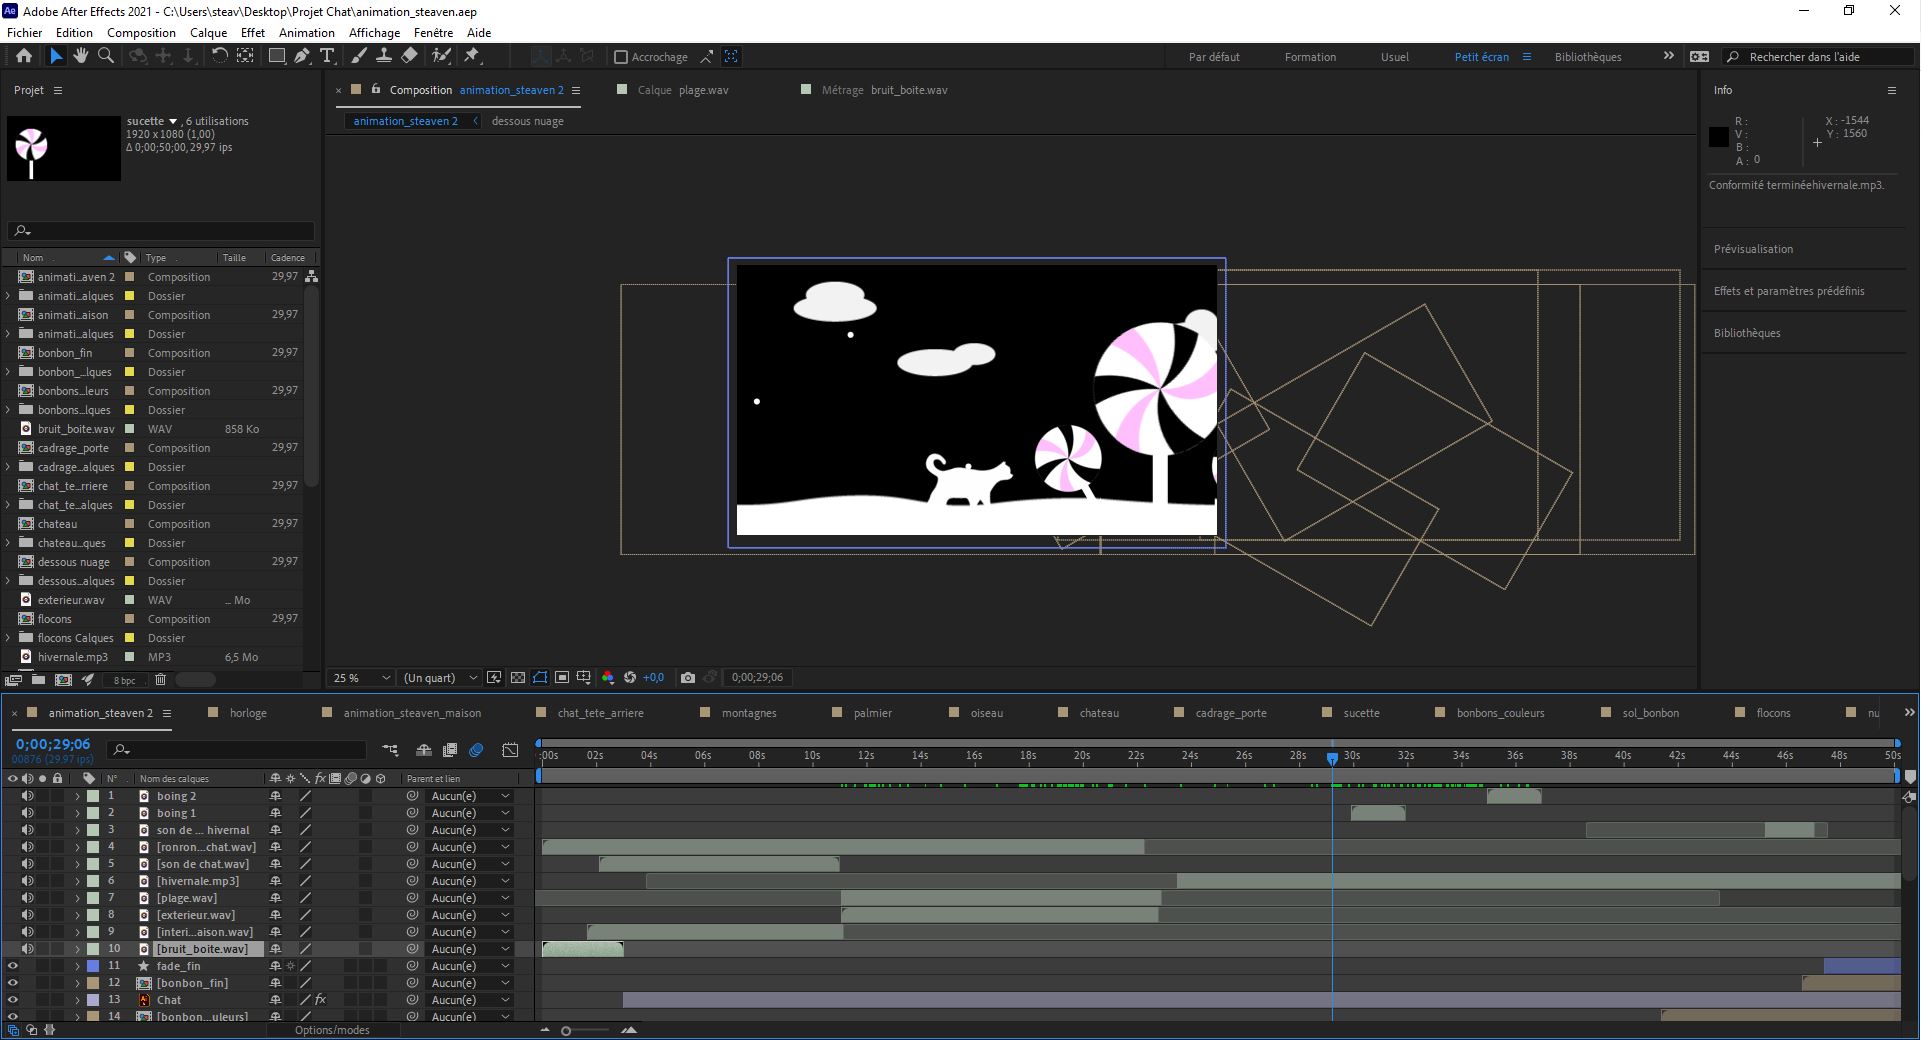 Adobe After Effects 2021 - C:\Users\steav\Desktop\Projet Chat\animation_steaven.aep
Fichier Edition Composition Calque Effet Animation Affichage Fenêtre Aide
Accrochage Par défaut Formation Usuel Petit écran Bibliothèques Rechercher dans l'aide
Projet
sucette , 6 utilisations
1920 x 1080 (1,00)
Δ 0;00;50;00, 29,97 ips
Nom Type Taille Cadence
animati...aven 2 Composition 29,97
animati...alques Dossier
animati...aison Composition 29,97
animati...alques Dossier
bonbon_fin Composition 29,97
bonbon_...lques Dossier
bonbons...leurs Composition 29,97
bonbons...lques Dossier
bruit_boite.wav WAV 858 Ko
cadrage_porte Composition 29,97
cadrage...alques Dossier
chat_te...rriere Composition 29,97
chat_te...alques Dossier
chateau Composition 29,97
chateau...ques Dossier
dessous nuage Composition 29,97
dessous...alques Dossier
exterieur.wav WAV ... Mo
flocons Composition 29,97
flocons Calques Dossier
hivernale.mp3 MP3 6,5 Mo
8 bpc
Composition animation_steaven 2 Calque plage.wav Métrage bruit_boite.wav
animation_steaven 2 dessous nuage
25 % (Un quart) +0,0 0;00;29;06
Info
R :
V :
B :
A : 0
X : -1544
Y : 1560
Conformité terminéehivernale.mp3.
Prévisualisation
Effets et paramètres prédéfinis
Bibliothèques
animation_steaven 2 horloge animation_steaven_maison chat_tete_arriere montagnes palmier oiseau chateau cadrage_porte sucette bonbons_couleurs sol_bonbon flocons nu
0;00;29;06
00876 (29.97 ips)
:00s 02s 04s 06s 08s 10s 12s 14s 16s 18s 20s 22s 24s 26s 28s 30s 32s 34s 36s 38s 40s 42s 44s 46s 48s 50s
N° Nom des calques fx Parent et lien
1 boing 2 Aucun(e)
2 boing 1 Aucun(e)
3 son de ... hivernal Aucun(e)
4 [ronron...chat.wav] Aucun(e)
5 [son de chat.wav] Aucun(e)
6 [hivernale.mp3] Aucun(e)
7 [plage.wav] Aucun(e)
8 [exterieur.wav] Aucun(e)
9 [interi...aison.wav] Aucun(e)
10 [bruit_boite.wav] Aucun(e)
11 fade_fin Aucun(e)
12 [bonbon_fin] Aucun(e)
13 Chat fx Aucun(e)
14 [bonbon...uleurs] Aucun(e)
Options/modes